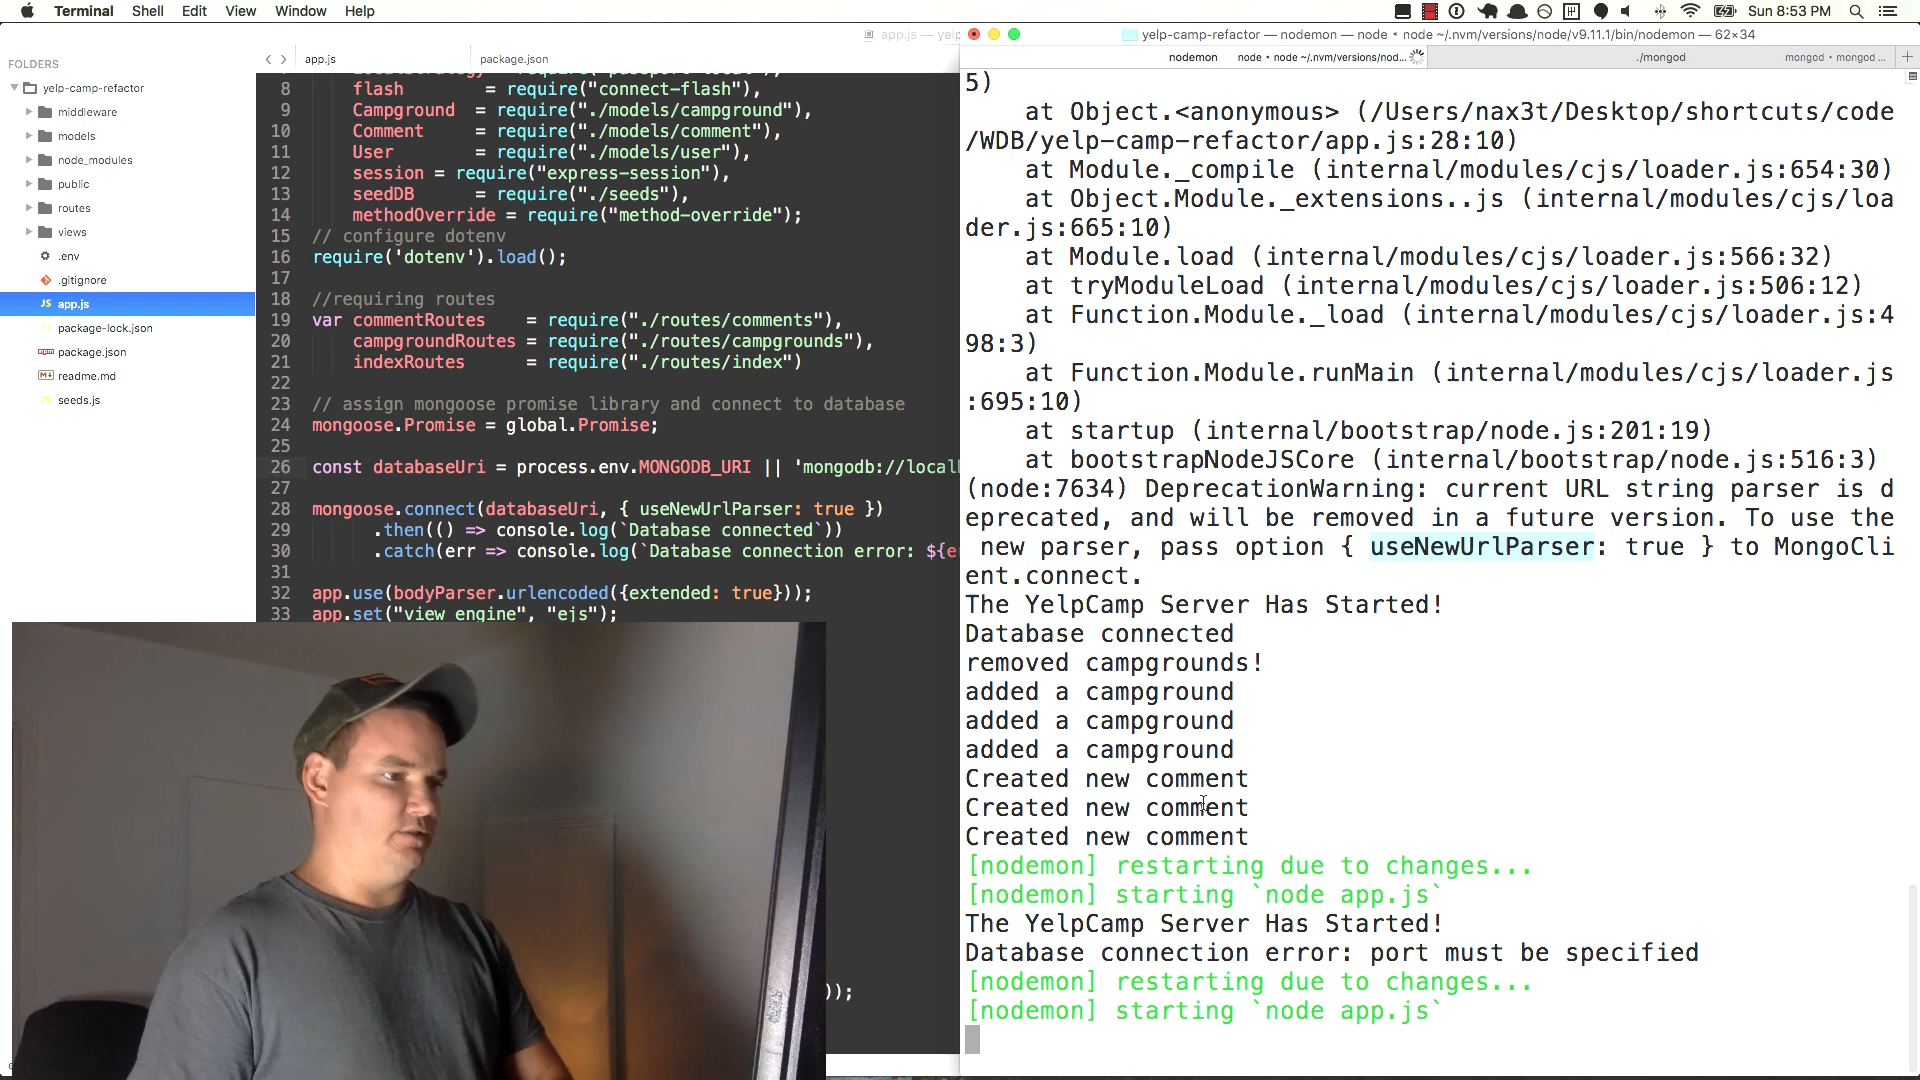 Terminal Shell Edit View Window Help
Sun 8:53 PM
app.js — yelp
yelp-camp-refactor — nodemon — node • node ~/.nvm/versions/node/v9.11.1/bin/nodemon — 62×34
FOLDERS
app.js
package.json
nodemon node • node ~/.nvm/versions/nod...
./mongod mongod • mongod ...
yelp-camp-refactor
middleware
models
node_modules
public
routes
views
.env
.gitignore
JS app.js
package-lock.json
package.json
readme.md
JS seeds.js
8 flash = require("connect-flash"),
9 Campground = require("./models/campground"),
10 Comment = require("./models/comment"),
11 User = require("./models/user"),
12 session = require("express-session"),
13 seedDB = require("./seeds"),
14 methodOverride = require("method-override");
15 // configure dotenv
16 require('dotenv').load();
17
18 //requiring routes
19 var commentRoutes = require("./routes/comments"),
20 campgroundRoutes = require("./routes/campgrounds"),
21 indexRoutes = require("./routes/index")
22
23 // assign mongoose promise library and connect to database
24 mongoose.Promise = global.Promise;
25
26 const databaseUri = process.env.MONGODB_URI || 'mongodb://local
27
28 mongoose.connect(databaseUri, { useNewUrlParser: true })
29 .then(() => console.log(`Database connected`))
30 .catch(err => console.log(`Database connection error: ${e
31
32 app.use(bodyParser.urlencoded({extended: true}));
33 app.set("view engine", "ejs");
));
5)
at Object.<anonymous> (/Users/nax3t/Desktop/shortcuts/code
/WDB/yelp-camp-refactor/app.js:28:10)
at Module._compile (internal/modules/cjs/loader.js:654:30)
at Object.Module._extensions..js (internal/modules/cjs/loa
der.js:665:10)
at Module.load (internal/modules/cjs/loader.js:566:32)
at tryModuleLoad (internal/modules/cjs/loader.js:506:12)
at Function.Module._load (internal/modules/cjs/loader.js:4
98:3)
at Function.Module.runMain (internal/modules/cjs/loader.js
:695:10)
at startup (internal/bootstrap/node.js:201:19)
at bootstrapNodeJSCore (internal/bootstrap/node.js:516:3)
(node:7634) DeprecationWarning: current URL string parser is d
eprecated, and will be removed in a future version. To use the
new parser, pass option { useNewUrlParser: true } to MongoCli
ent.connect.
The YelpCamp Server Has Started!
Database connected
removed campgrounds!
added a campground
added a campground
added a campground
Created new comment
Created new comment
Created new comment
[nodemon] restarting due to changes...
[nodemon] starting `node app.js`
The YelpCamp Server Has Started!
Database connection error: port must be specified
[nodemon] restarting due to changes...
[nodemon] starting `node app.js`